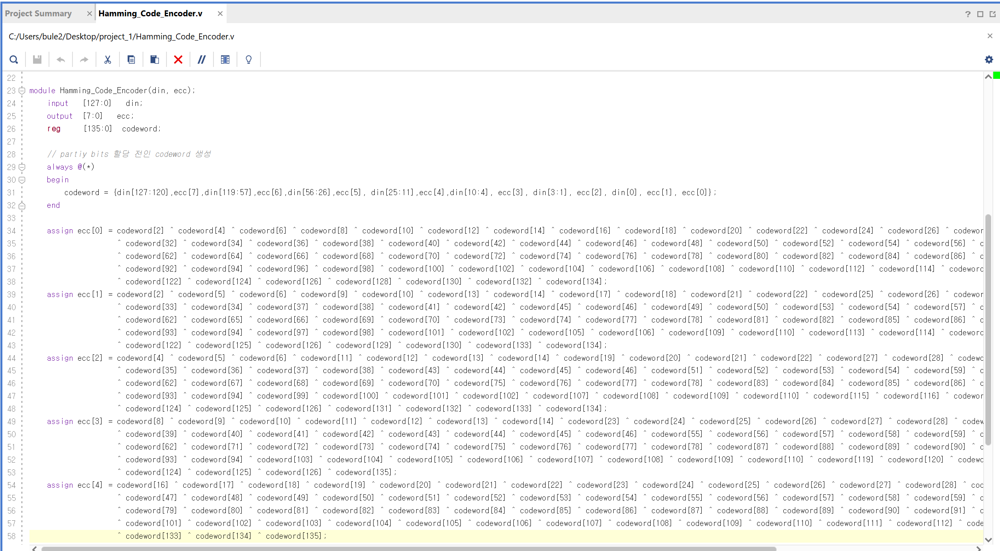 Project Summary × Hamming_Code_Encoder.v ×
C:/Users/bule2/Desktop/project_1/Hamming_Code_Encoder.v
22
23 module Hamming_Code_Encoder(din, ecc);
24 input [127:0] din;
25 output [7:0] ecc;
26 reg [135:0] codeword;
27
28 // partiy bits 할당 전인 codeword 생성
29 always @(*)
30 begin
31 codeword = {din[127:120],ecc[7],din[119:57],ecc[6],din[56:26],ecc[5], din[25:11],ecc[4],din[10:4], ecc[3], din[3:1], ecc[2], din[0], ecc[1], ecc[0]};
32 end
33
34 assign ecc[0] = codeword[2] ^ codeword[4] ^ codeword[6] ^ codeword[8] ^ codeword[10] ^ codeword[12] ^ codeword[14] ^ codeword[16] ^ codeword[18] ^ codeword[20] ^ codeword[22] ^ codeword[24] ^ codeword[26] ^ codewor
35 ^ codeword[32] ^ codeword[34] ^ codeword[36] ^ codeword[38] ^ codeword[40] ^ codeword[42] ^ codeword[44] ^ codeword[46] ^ codeword[48] ^ codeword[50] ^ codeword[52] ^ codeword[54] ^ codeword[56] ^ c
36 ^ codeword[62] ^ codeword[64] ^ codeword[66] ^ codeword[68] ^ codeword[70] ^ codeword[72] ^ codeword[74] ^ codeword[76] ^ codeword[78] ^ codeword[80] ^ codeword[82] ^ codeword[84] ^ codeword[86] ^ c
37 ^ codeword[92] ^ codeword[94] ^ codeword[96] ^ codeword[98] ^ codeword[100] ^ codeword[102] ^ codeword[104] ^ codeword[106] ^ codeword[108] ^ codeword[110] ^ codeword[112] ^ codeword[114] ^ codeworc
38 ^ codeword[122] ^ codeword[124] ^ codeword[126] ^ codeword[128] ^ codeword[130] ^ codeword[132] ^ codeword[134];
39 assign ecc[1] = codeword[2] ^ codeword[5] ^ codeword[6] ^ codeword[9] ^ codeword[10] ^ codeword[13] ^ codeword[14] ^ codeword[17] ^ codeword[18] ^ codeword[21] ^ codeword[22] ^ codeword[25] ^ codeword[26] ^ codewor
40 ^ codeword[33] ^ codeword[34] ^ codeword[37] ^ codeword[38] ^ codeword[41] ^ codeword[42] ^ codeword[45] ^ codeword[46] ^ codeword[49] ^ codeword[50] ^ codeword[53] ^ codeword[54] ^ codeword[57] ^ c
41 ^ codeword[62] ^ codeword[65] ^ codeword[66] ^ codeword[69] ^ codeword[70] ^ codeword[73] ^ codeword[74] ^ codeword[77] ^ codeword[78] ^ codeword[81] ^ codeword[82] ^ codeword[85] ^ codeword[86] ^ c
42 ^ codeword[93] ^ codeword[94] ^ codeword[97] ^ codeword[98] ^ codeword[101] ^ codeword[102] ^ codeword[105] ^ codeword[106] ^ codeword[109] ^ codeword[110] ^ codeword[113] ^ codeword[114] ^ codeworc
43 ^ codeword[122] ^ codeword[125] ^ codeword[126] ^ codeword[129] ^ codeword[130] ^ codeword[133] ^ codeword[134];
44 assign ecc[2] = codeword[4] ^ codeword[5] ^ codeword[6] ^ codeword[11] ^ codeword[12] ^ codeword[13] ^ codeword[14] ^ codeword[19] ^ codeword[20] ^ codeword[21] ^ codeword[22] ^ codeword[27] ^ codeword[28] ^ codewo
45 ^ codeword[35] ^ codeword[36] ^ codeword[37] ^ codeword[38] ^ codeword[43] ^ codeword[44] ^ codeword[45] ^ codeword[46] ^ codeword[51] ^ codeword[52] ^ codeword[53] ^ codeword[54] ^ codeword[59] ^ c
46 ^ codeword[62] ^ codeword[67] ^ codeword[68] ^ codeword[69] ^ codeword[70] ^ codeword[75] ^ codeword[76] ^ codeword[77] ^ codeword[78] ^ codeword[83] ^ codeword[84] ^ codeword[85] ^ codeword[86] ^ c
47 ^ codeword[93] ^ codeword[94] ^ codeword[99] ^ codeword[100] ^ codeword[101] ^ codeword[102] ^ codeword[107] ^ codeword[108] ^ codeword[109] ^ codeword[110] ^ codeword[115] ^ codeword[116] ^ codewor
48 ^ codeword[124] ^ codeword[125] ^ codeword[126] ^ codeword[131] ^ codeword[132] ^ codeword[133] ^ codeword[134];
49 assign ecc[3] = codeword[8] ^ codeword[9] ^ codeword[10] ^ codeword[11] ^ codeword[12] ^ codeword[13] ^ codeword[14] ^ codeword[23] ^ codeword[24] ^ codeword[25] ^ codeword[26] ^ codeword[27] ^ codeword[28] ^ codew
50 ^ codeword[39] ^ codeword[40] ^ codeword[41] ^ codeword[42] ^ codeword[43] ^ codeword[44] ^ codeword[45] ^ codeword[46] ^ codeword[55] ^ codeword[56] ^ codeword[57] ^ codeword[58] ^ codeword[59] ^ c
51 ^ codeword[62] ^ codeword[71] ^ codeword[72] ^ codeword[73] ^ codeword[74] ^ codeword[75] ^ codeword[76] ^ codeword[77] ^ codeword[78] ^ codeword[87] ^ codeword[88] ^ codeword[89] ^ codeword[90] ^ c
52 ^ codeword[93] ^ codeword[94] ^ codeword[103] ^ codeword[104] ^ codeword[105] ^ codeword[106] ^ codeword[107] ^ codeword[108] ^ codeword[109] ^ codeword[110] ^ codeword[119] ^ codeword[120] ^ codewo
53 ^ codeword[124] ^ codeword[125] ^ codeword[126] ^ codeword[135];
54 assign ecc[4] = codeword[16] ^ codeword[17] ^ codeword[18] ^ codeword[19] ^ codeword[20] ^ codeword[21] ^ codeword[22] ^ codeword[23] ^ codeword[24] ^ codeword[25] ^ codeword[26] ^ codeword[27] ^ codeword[28] ^ coc
55 ^ codeword[47] ^ codeword[48] ^ codeword[49] ^ codeword[50] ^ codeword[51] ^ codeword[52] ^ codeword[53] ^ codeword[54] ^ codeword[55] ^ codeword[56] ^ codeword[57] ^ codeword[58] ^ codeword[59] ^ c
56 ^ codeword[79] ^ codeword[80] ^ codeword[81] ^ codeword[82] ^ codeword[83] ^ codeword[84] ^ codeword[85] ^ codeword[86] ^ codeword[87] ^ codeword[88] ^ codeword[89] ^ codeword[90] ^ codeword[91] ^ c
57 ^ codeword[101] ^ codeword[102] ^ codeword[103] ^ codeword[104] ^ codeword[105] ^ codeword[106] ^ codeword[107] ^ codeword[108] ^ codeword[109] ^ codeword[110] ^ codeword[111] ^ codeword[112] ^ code
58 ^ codeword[133] ^ codeword[134] ^ codeword[135];